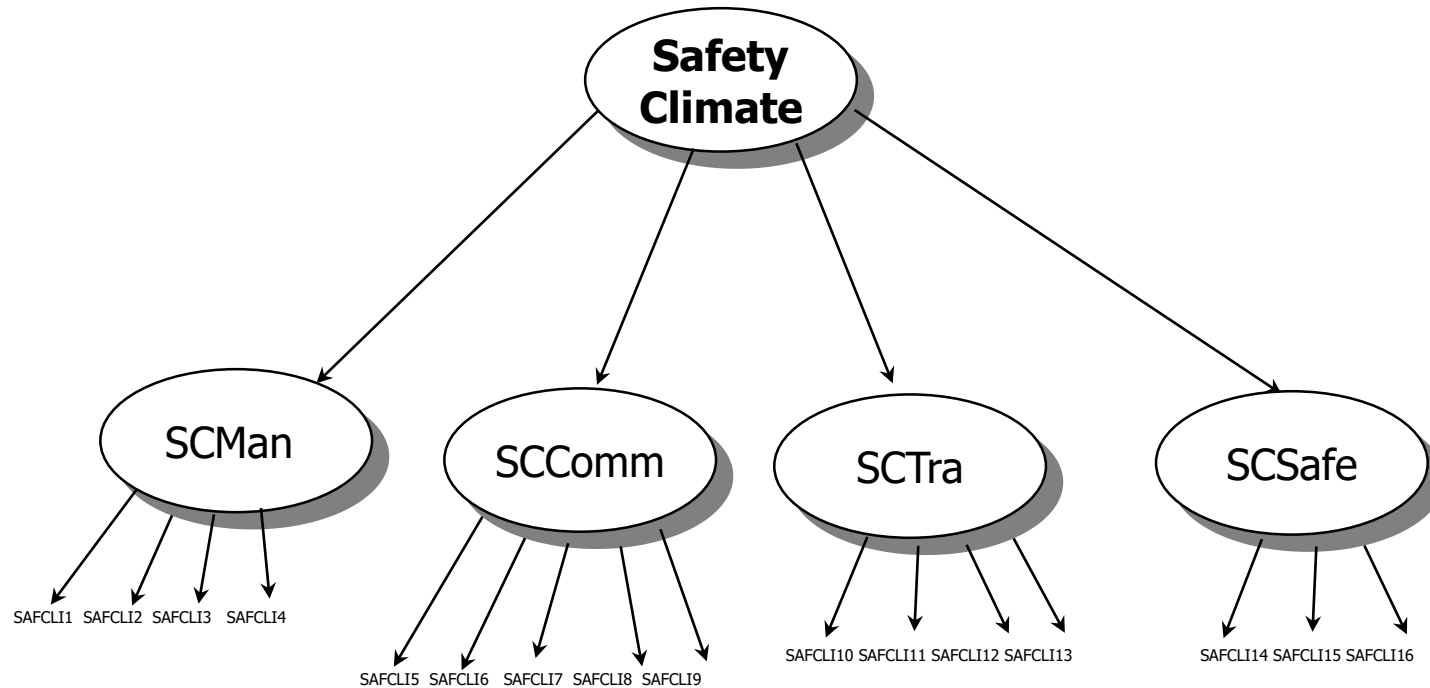 Safety
Climate
SCMan
SCComm
SCTra
SCSafe
SAFCLI1 SAFCLI2 SAFCLI3 SAFCLI4
SAFCLI5 SAFCLI6 SAFCLI7 SAFCLI8 SAFCLI9
SAFCLI10 SAFCLI11 SAFCLI12 SAFCLI13
SAFCLI14 SAFCLI15 SAFCLI16